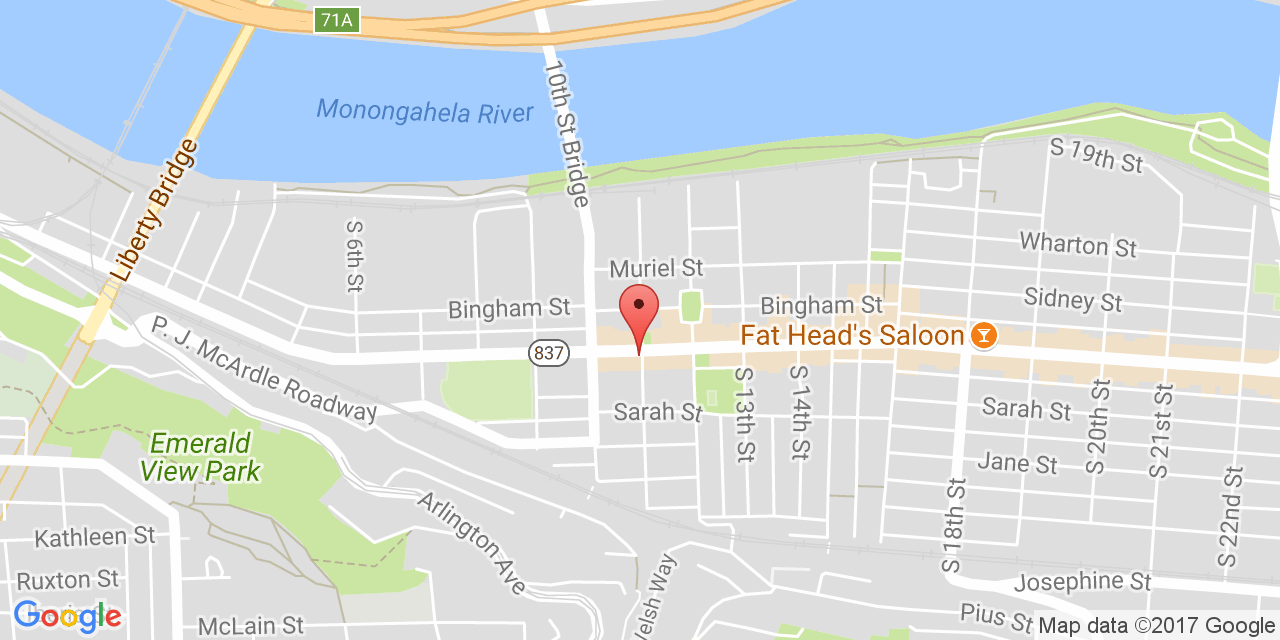 71A
10th St Bridge
Monongahela River
Liberty Bridge
S 19th St
S 6th St
Wharton St
Muriel St
Sidney St
Bingham St
Bingham St
Fat Head's Saloon
837
P. J. McArdle Roadway
S 13th St
S 14th St
Sarah St
Sarah St
S 20th St
S 21st St
Emerald
View Park
Jane St
S 18th St
S 22nd St
Arlington Ave
Kathleen St
Ruxton St
Josephine St
Welsh Way
Google
McLain St
Pius St
Map data ©2017 Google